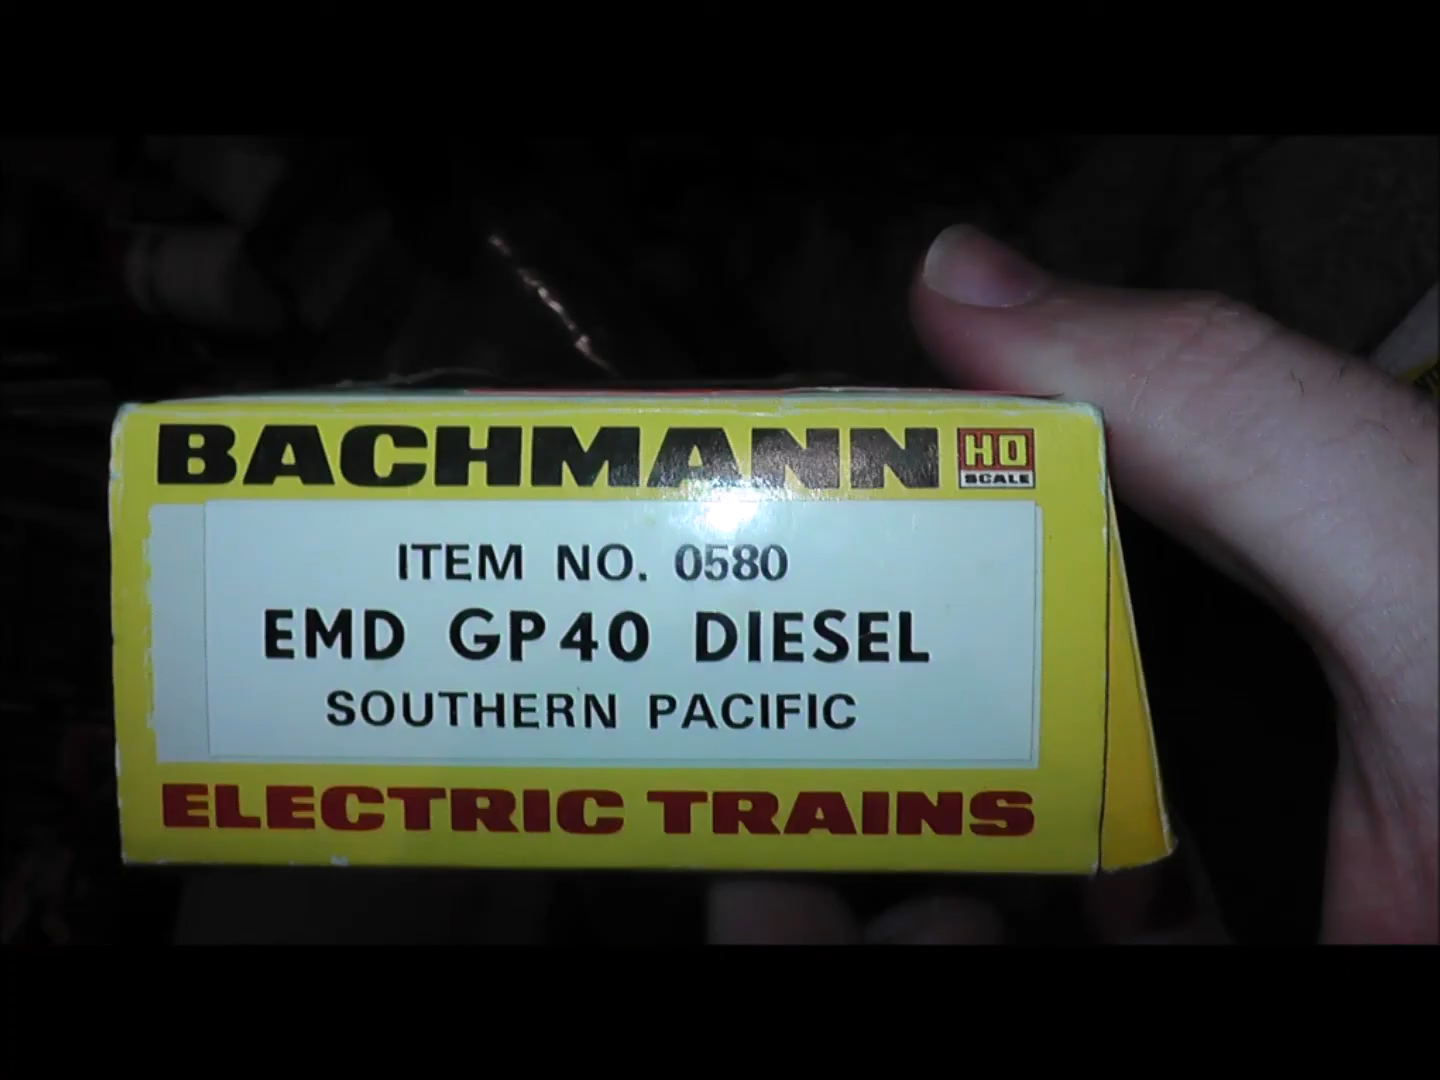 BACHMANN HO
SCALE
ITEM NO. 0580
EMD GP40 DIESEL
SOUTHERN PACIFIC
ELECTRIC TRAINS